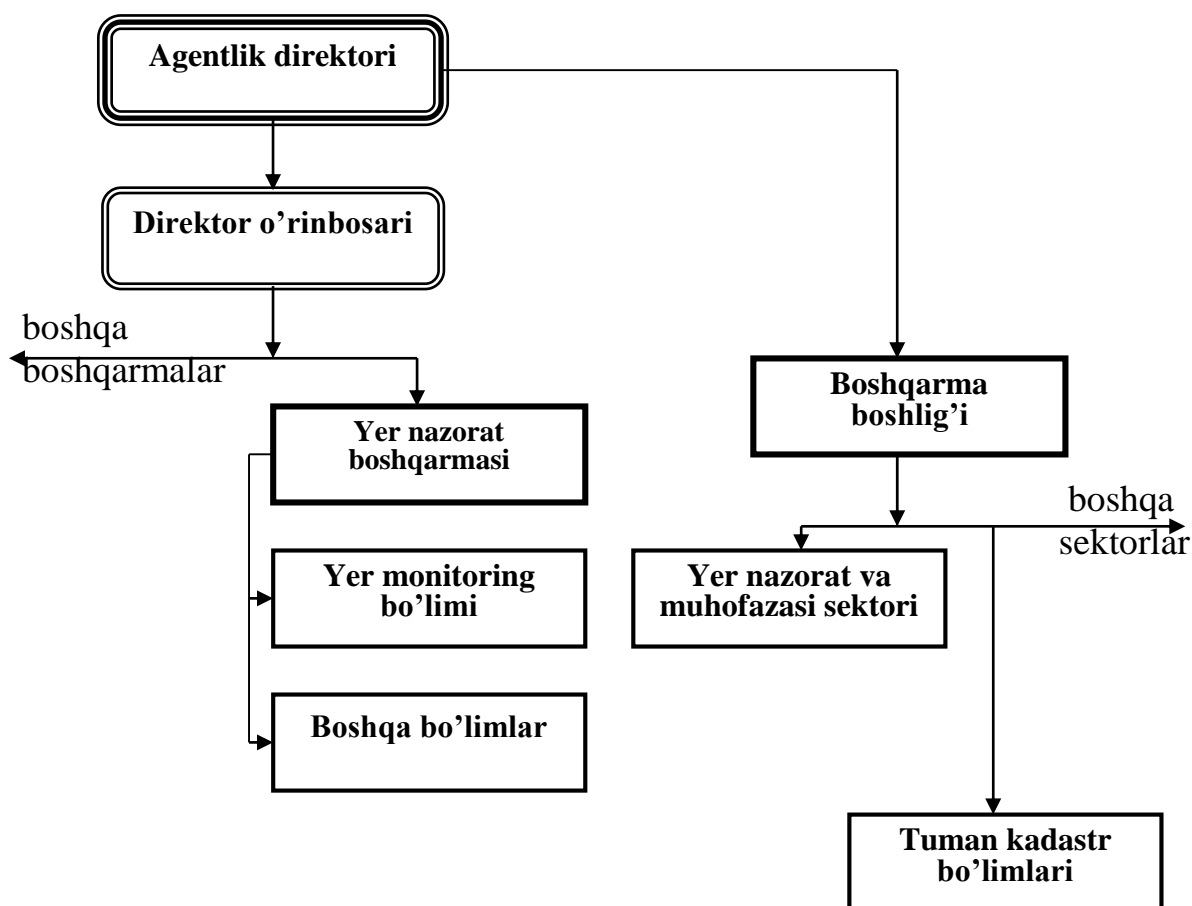 Agentlik direktori
Direktor o’rinbosari
boshqa
boshqarmalar
Boshqarma
boshlig’i
Yer nazorat
boshqarmasi
boshqa
sektorlar
Yer monitoring
bo’limi
Yer nazorat va
muhofazasi sektori
Boshqa bo’limlar
Tuman kadastr
bo’limlari